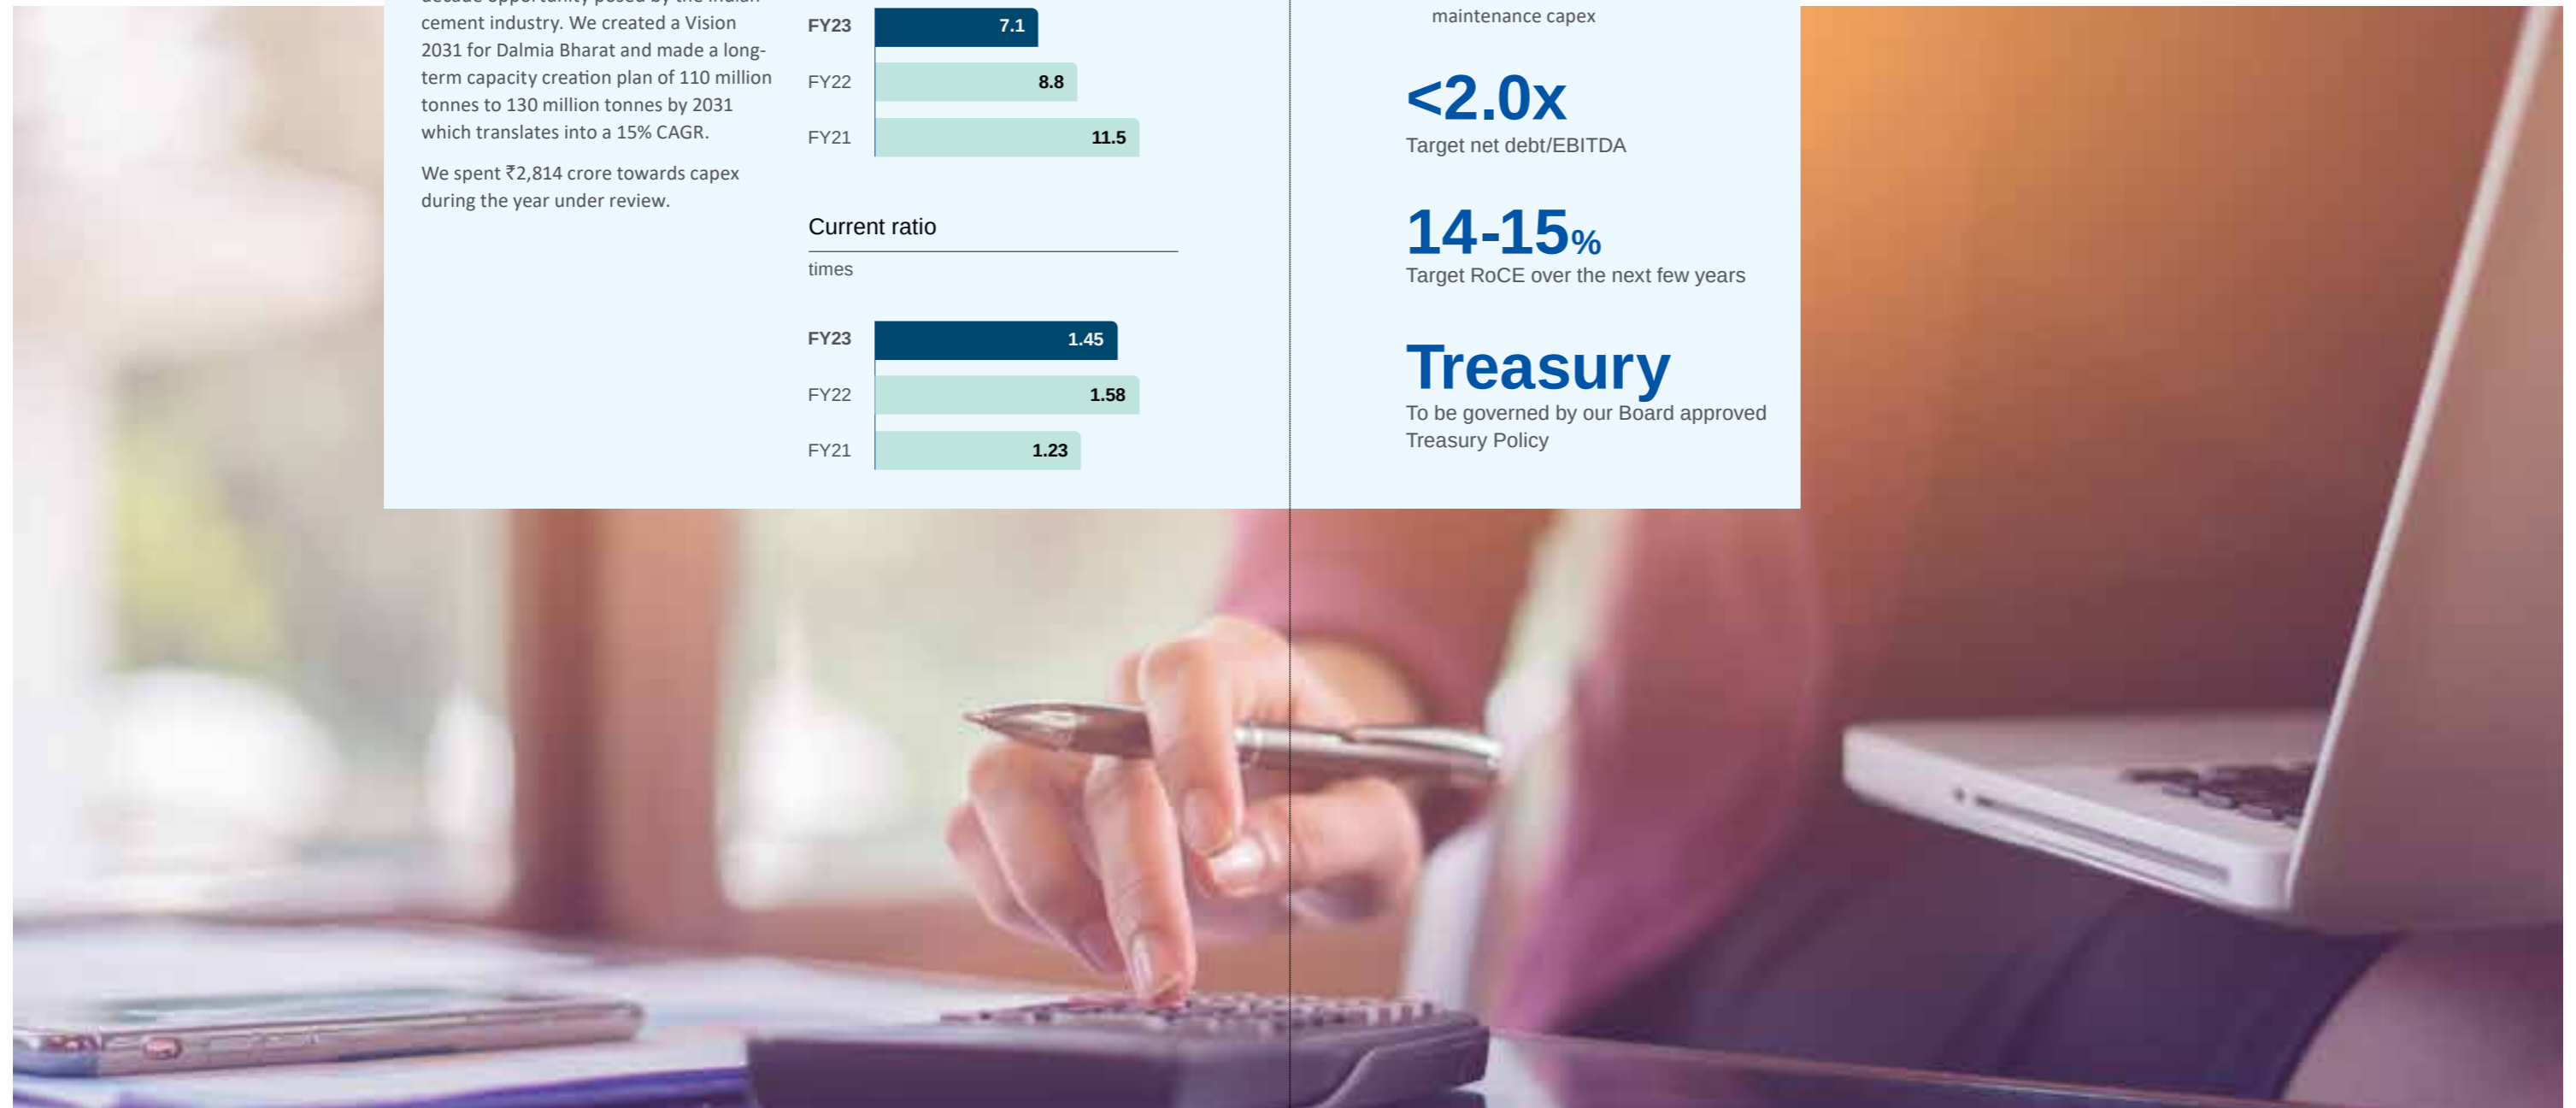 cement industry. We created a Vision
2031 for Dalmia Bharat and made a long-
term capacity creation plan of 110 million
tonnes to 130 million tonnes by 2031
which translates into a 15% CAGR.
We spent ₹2,814 crore towards capex
during the year under review.
FY23 7.1
FY22 8.8
FY21 11.5
Current ratio
times
FY23 1.45
FY22 1.58
FY21 1.23
maintenance capex
<2.0x
Target net debt/EBITDA
14-15%
Target RoCE over the next few years
Treasury
To be governed by our Board approved
Treasury Policy